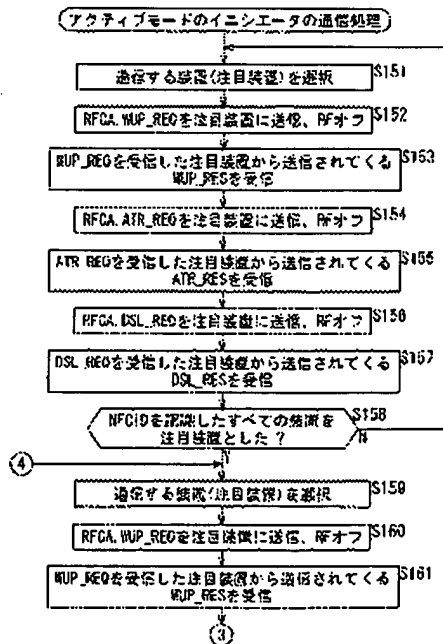 アクティブモードのイニシエータの通信処理
通信する装置(注目装置)を選択
S151
RFCA、WUP_REQを注目装置に送信、RFオフ
S152
WUP_REQを受信した注目装置から送信されてくる
WUP_RESを受信
S153
RFCA、ATR_REQを注目装置に送信、RFオフ
S154
ATR_REQを受信した注目装置から送信されてくる
ATR_RESを受信
S155
RFCA、DSL_REQを注目装置に送信、RFオフ
S156
DSL_REQを受信した注目装置から送信されてくる
DSL_RESを受信
S157
NFCIDを認識したすべての装置を
注目装置とした?
S158
N
Y
4
通信する装置(注目装置)を選択
S159
RFCA、WUP_REQを注目装置に送信、RFオフ
S160
WUP_REQを受信した注目装置から送信されてくる
WUP_RESを受信
S161
3